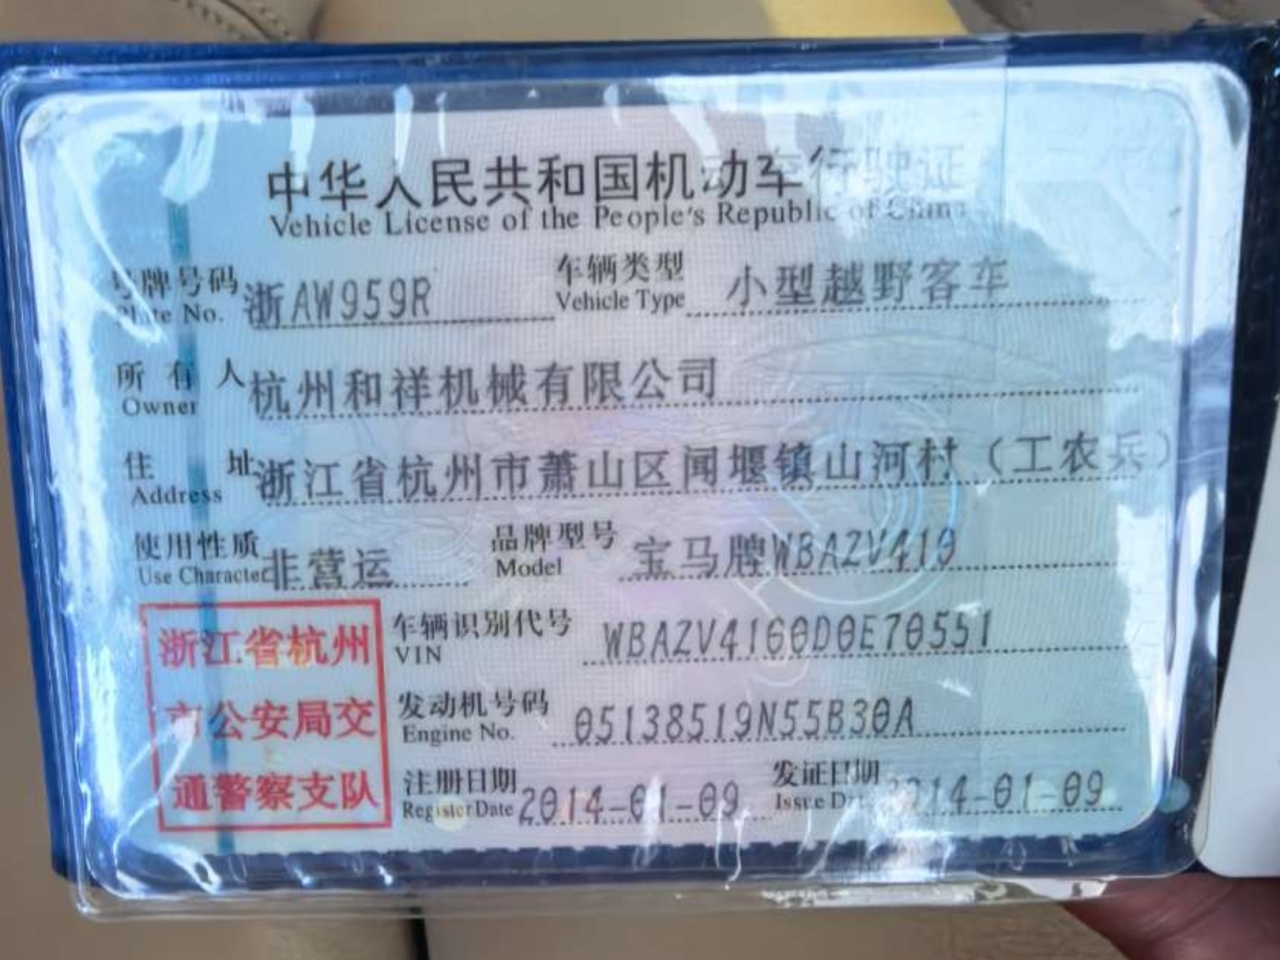 中华人民共和国机动车行驶证
Vehicle License of the People's Republic of China
号牌号码 浙AW959R 车辆类型 小型越野客车
Plate No. Vehicle Type
所有人 杭州和祥机械有限公司
Owner
住址 浙江省杭州市萧山区闻堰镇山河村（工农兵）
Address
使用性质 非营运 品牌型号 宝马牌WBAZV410
Use Character Model
浙江省杭州
市公安局交
通警察支队
车辆识别代号 WBAZV4160D0E70551
VIN
发动机号码 05138519N55B30A
Engine No.
注册日期 2014-01-09 发证日期 2014-01-09
Register Date Issue Date